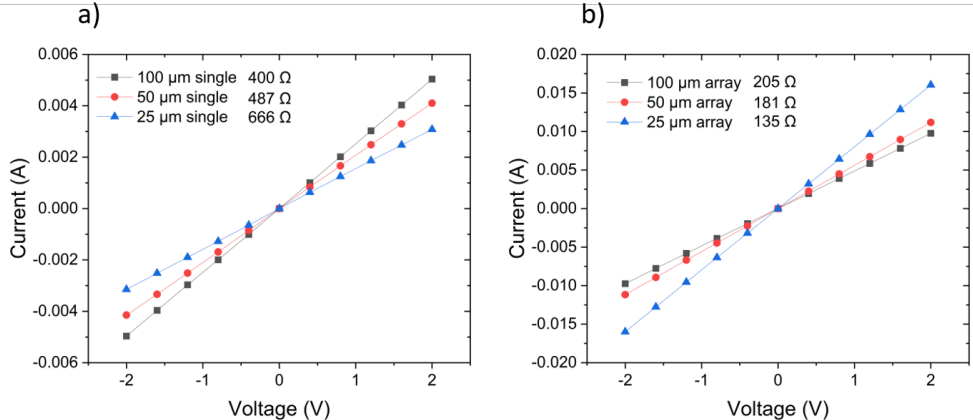 a)
0.006
0.004
0.002
0.000
-0.002
-0.004
-0.006
Current (A)
100 μm single 400 Ω
50 μm single 487 Ω
25 μm single 666 Ω
-2 -1 0 1 2
Voltage (V)
b)
0.020
0.015
0.010
0.005
0.000
-0.005
-0.010
-0.015
-0.020
Current (A)
100 μm array 205 Ω
50 μm array 181 Ω
25 μm array 135 Ω
-2 -1 0 1 2
Voltage (V)